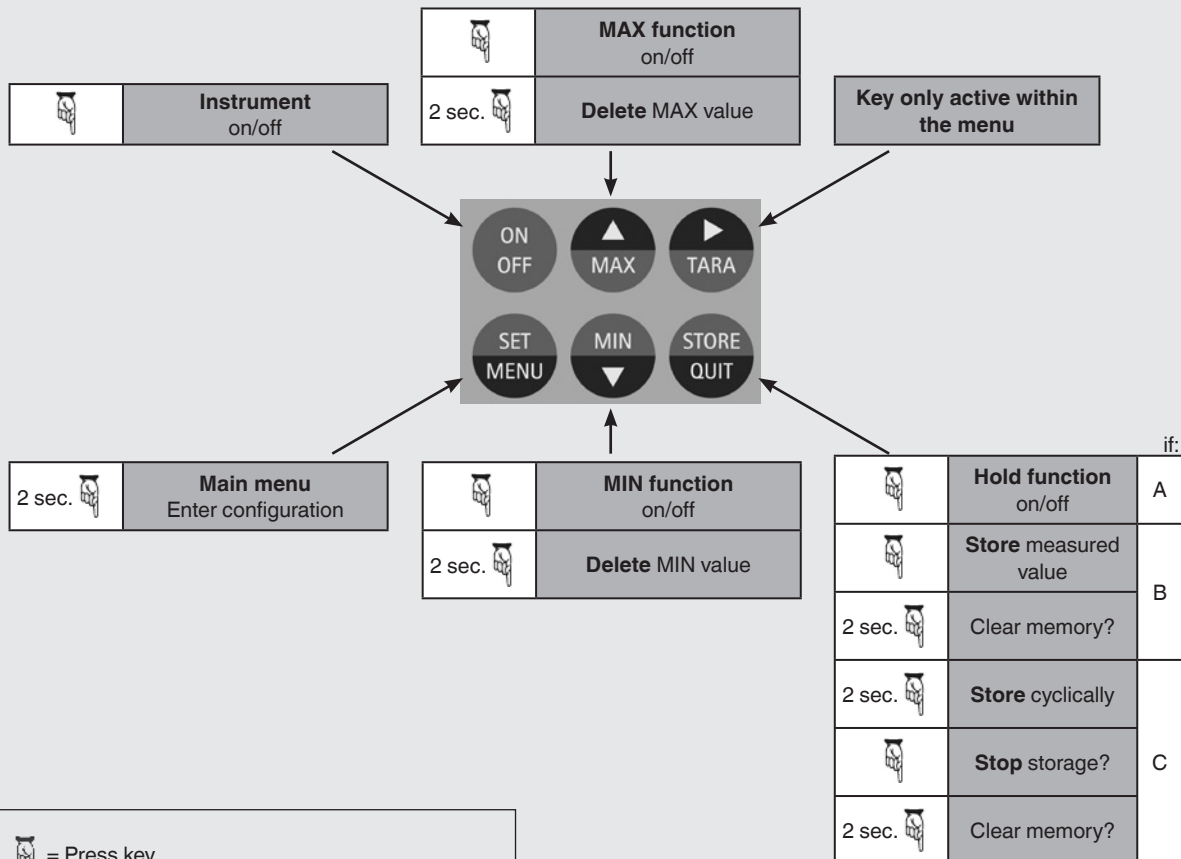 MAX function
on/off
2 sec. Delete MAX value
Instrument
on/off
Key only active within
the menu
ON
OFF
MAX
TARA
SET
MENU
MIN
STORE
QUIT
2 sec. Main menu
Enter configuration
MIN function
on/off
2 sec. Delete MIN value
if:
Hold function
on/off
A
Store measured
value
B
2 sec. Clear memory?
2 sec. Store cyclically
Stop storage?
C
2 sec. Clear memory?
= Press key